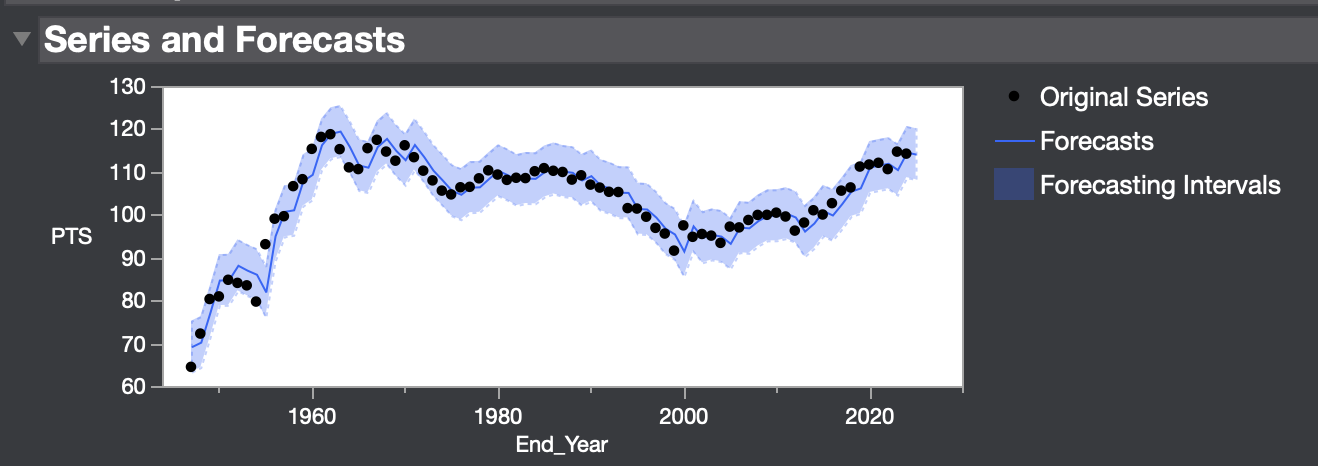 Series and Forecasts
130
120
110
100
90
80
70
60
PTS
1960
1980
2000
2020
End_Year
Original Series
Forecasts
Forecasting Intervals